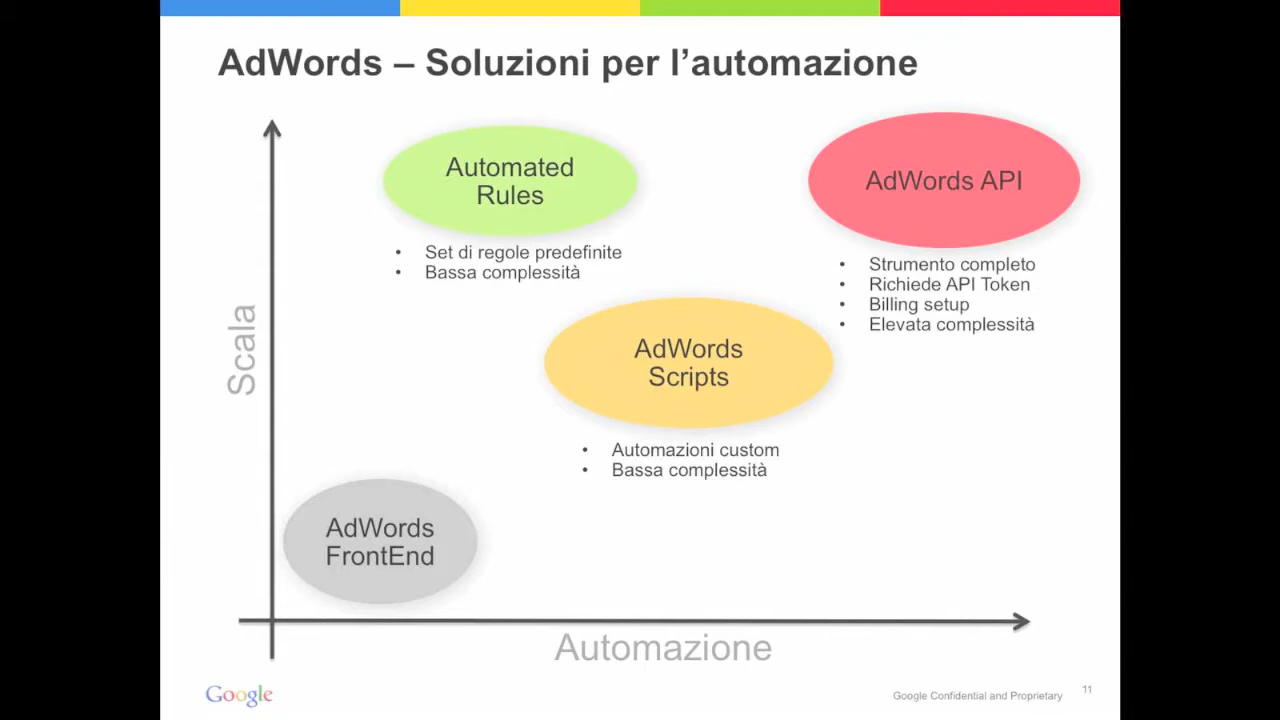 AdWords – Soluzioni per l’automazione
Automated
Rules
• Set di regole predefinite
• Bassa complessità
AdWords API
• Strumento completo
• Richiede API Token
• Billing setup
• Elevata complessità
Scala
AdWords
Scripts
• Automazioni custom
• Bassa complessità
AdWords
FrontEnd
Automazione
Google
Google Confidential and Proprietary
11